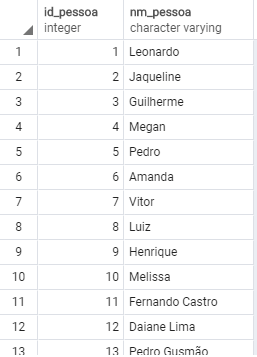 id_pessoa nm_pessoa
integer character varying
1 1 Leonardo
2 2 Jaqueline
3 3 Guilherme
4 4 Megan
5 5 Pedro
6 6 Amanda
7 7 Vitor
8 8 Luiz
9 9 Henrique
10 10 Melissa
11 11 Fernando Castro
12 12 Daiane Lima
13 13 Pedro Gusmão